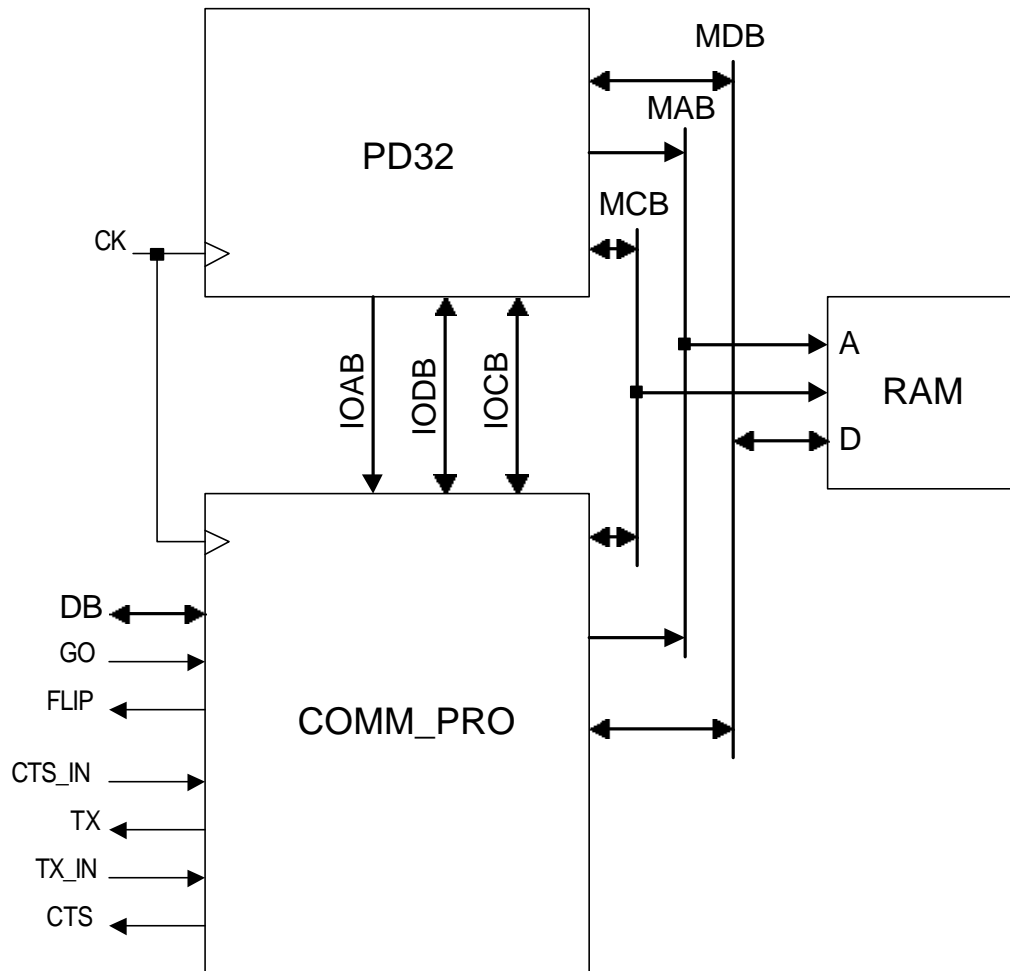 MDB
MAB
PD32
MCB
CK
IOAB
IODB
IOCB
A
RAM
D
DB
GO
FLIP
COMM_PRO
CTS_IN
TX
TX_IN
CTS